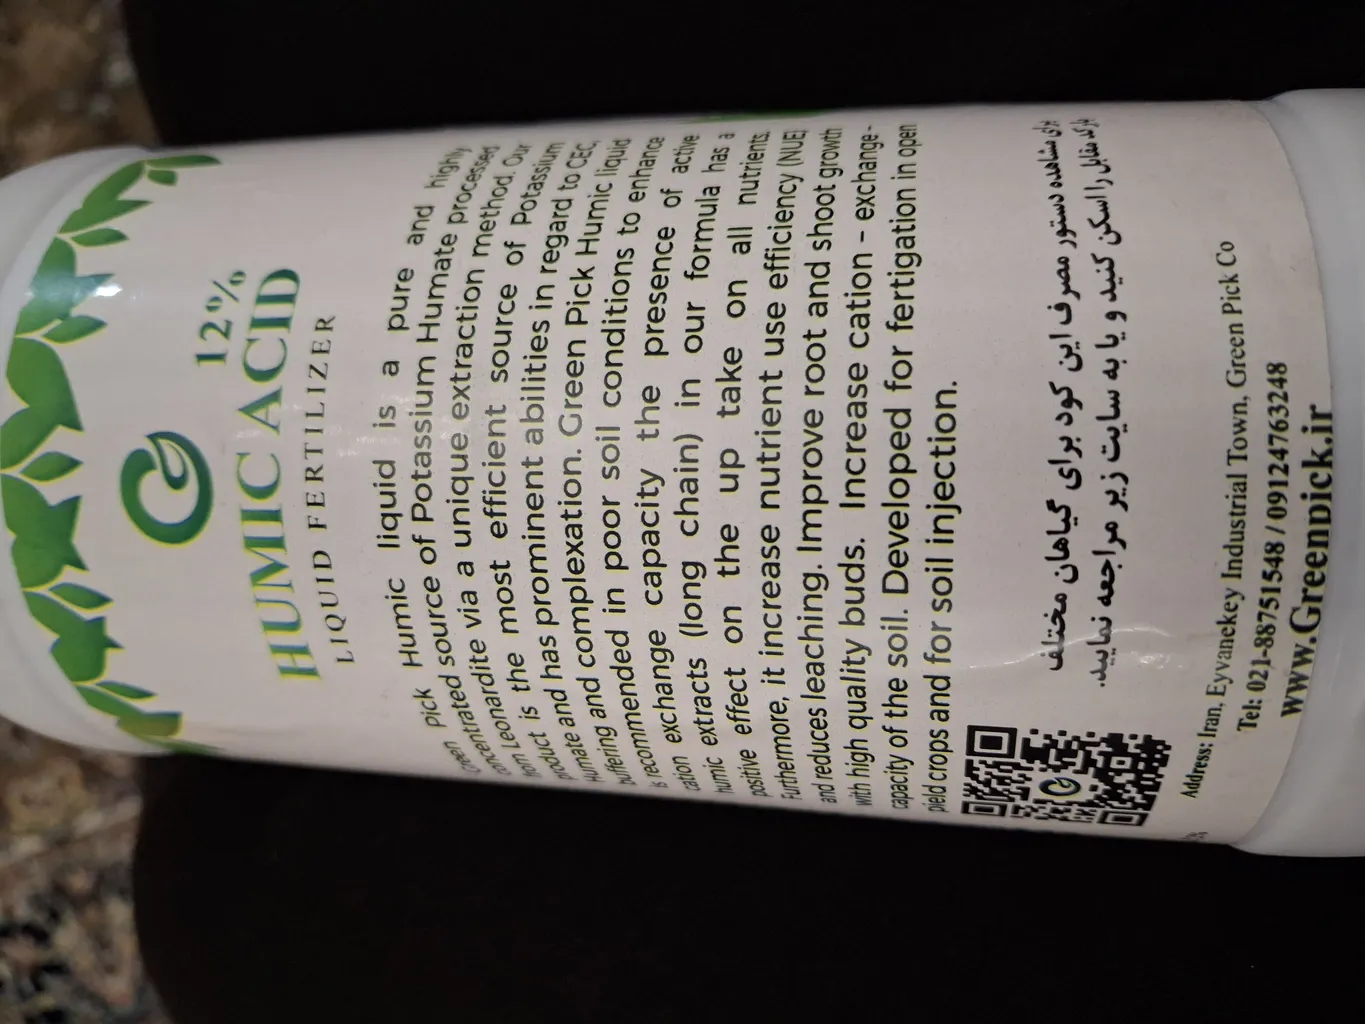 12%
HUMIC ACID
LIQUID FERTILIZER
Green pick Humic liquid is a pure and highly
concentrated source of Potassium Humate processed
from Leonardite via a unique extraction method. Our
product is the most efficient source of Potassium
Humate and has prominent abilities in regard to CEC,
buffering and complexation. Green Pick Humic liquid
is recommended in poor soil conditions to enhance
cation exchange capacity the presence of active
humic extracts (long chain) in our formula has a
positive effect on the up take on all nutrients.
Furthermore, it increase nutrient use efficiency (NUE)
and reduces leaching. Improve root and shoot growth
with high quality buds. Increase cation - exchange -
capacity of the soil. Developed for fertigation in open
pield crops and for soil injection.
برای مشاهده دستور مصرف این کود برای گیاهان مختلف
بارکد مقابل را اسکن کنید و یا به سایت زیر مراجعه نمایید.
Address: Iran, Eyvanekey Industrial Town, Green Pick Co
Tel: 021-88751548 / 09124763248
www.Greenpick.ir